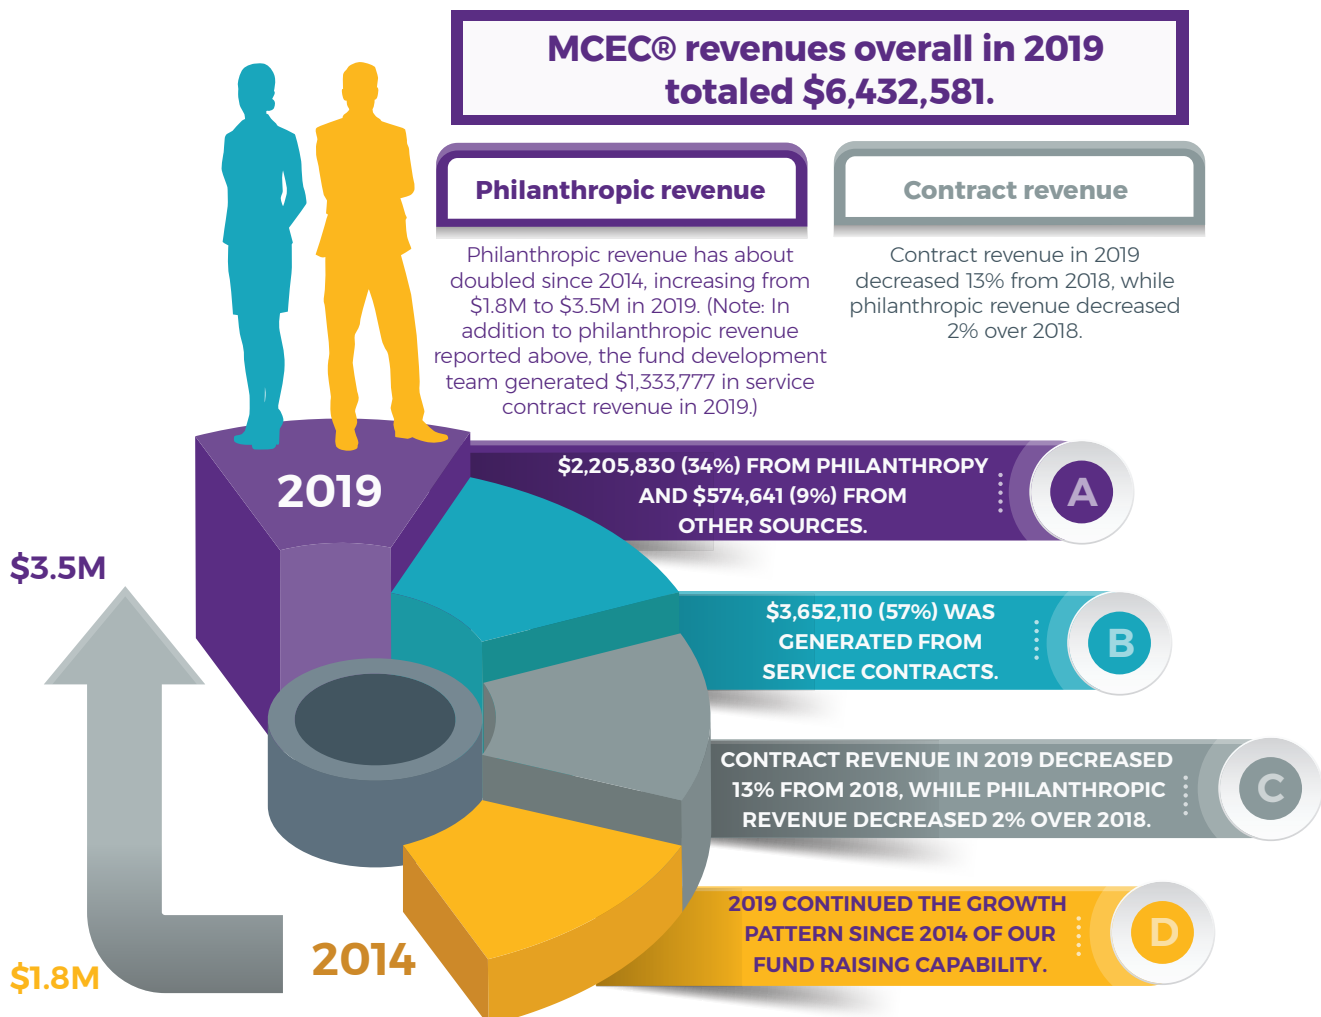 MCEC® revenues overall in 2019
totaled $6,432,581.
Philanthropic revenue
Philanthropic revenue has about
doubled since 2014, increasing from
$1.8M to $3.5M in 2019. (Note: In
addition to philanthropic revenue
reported above, the fund development
team generated $1,333,777 in service
contract revenue in 2019.)
Contract revenue
Contract revenue in 2019
decreased 13% from 2018, while
philanthropic revenue decreased
2% over 2018.
2019
$3.5M
$2,205,830 (34%) FROM PHILANTHROPY
AND $574,641 (9%) FROM
OTHER SOURCES.
A
$3,652,110 (57%) WAS
GENERATED FROM
SERVICE CONTRACTS.
B
CONTRACT REVENUE IN 2019 DECREASED
13% FROM 2018, WHILE PHILANTHROPIC
REVENUE DECREASED 2% OVER 2018.
C
2019 CONTINUED THE GROWTH
PATTERN SINCE 2014 OF OUR
FUND RAISING CAPABILITY.
D
2014
$1.8M